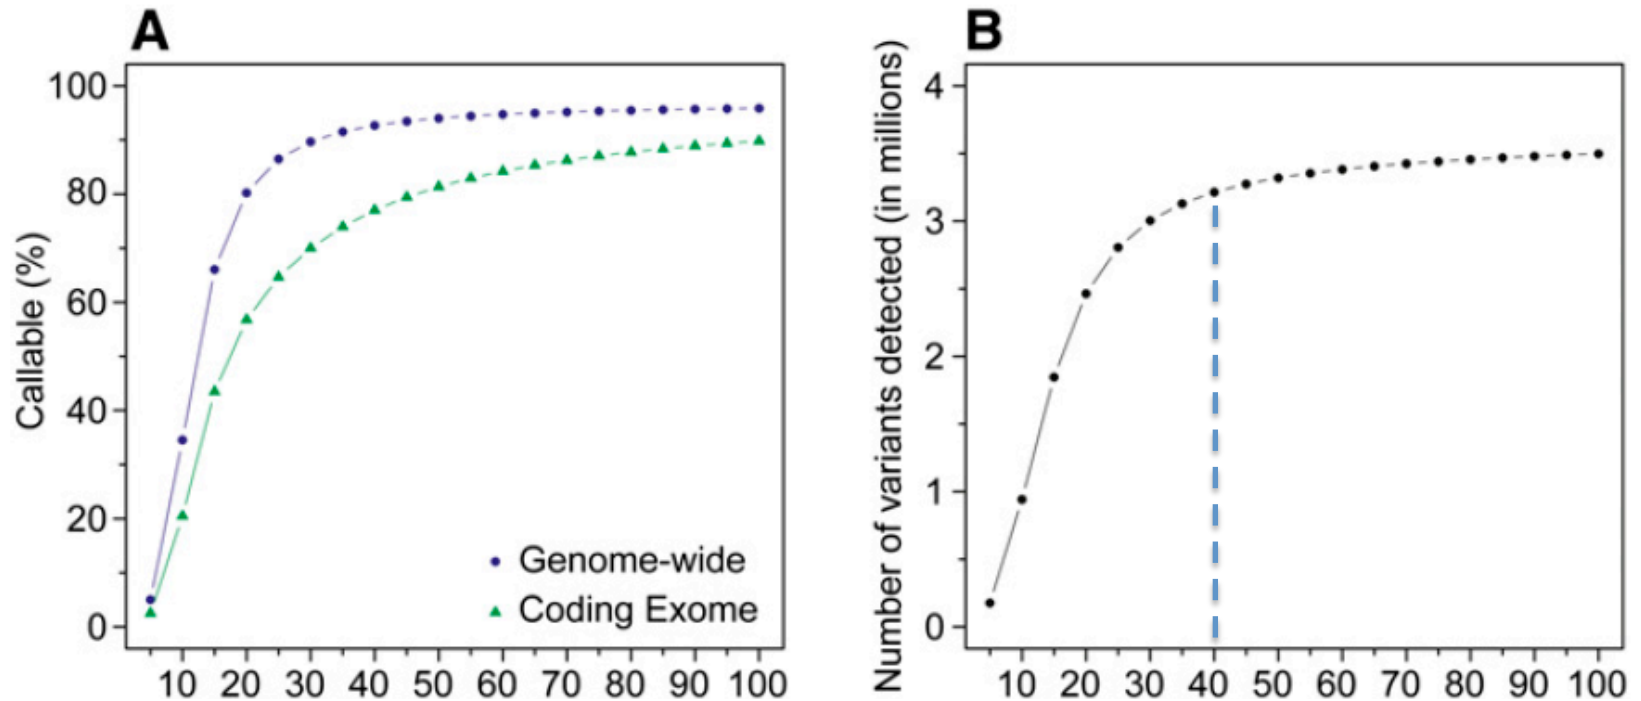 A
Callable (%)
100
80
60
40
20
0
Genome-wide
Coding Exome
10 20 30 40 50 60 70 80 90 100
B
Number of variants detected (in millions)
4
3
2
1
0
10 20 30 40 50 60 70 80 90 100